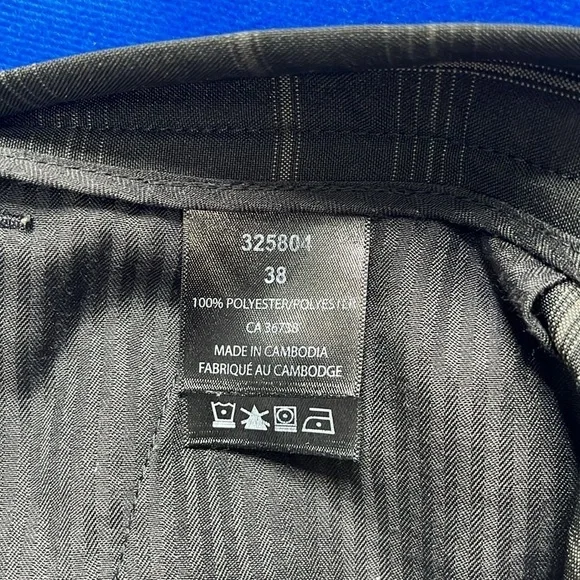 325804
38
100% POLYESTER/POLYESTER
CA 36738
MADE IN CAMBODIA
FABRIQUÉ AU CAMBODGE